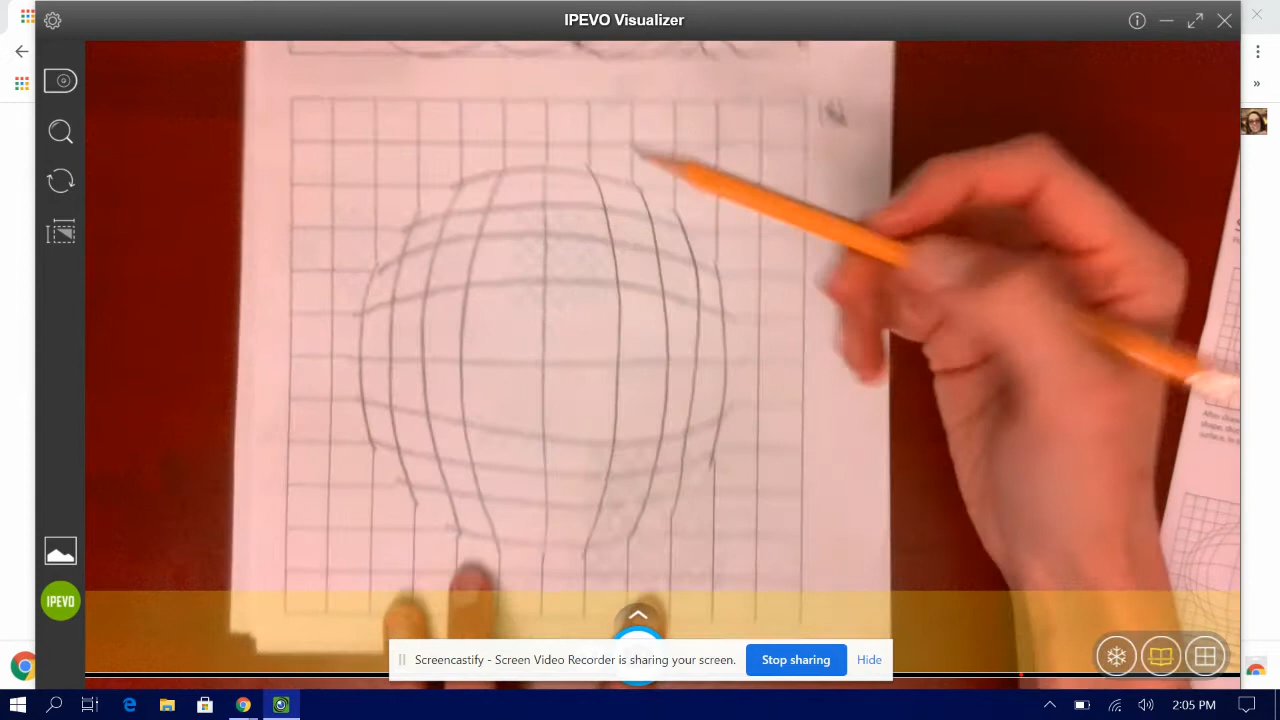 IPEVO Visualizer
»
IPEVO
Screencastify - Screen Video Recorder is sharing your screen.
Stop sharing
Hide
2:05 PM